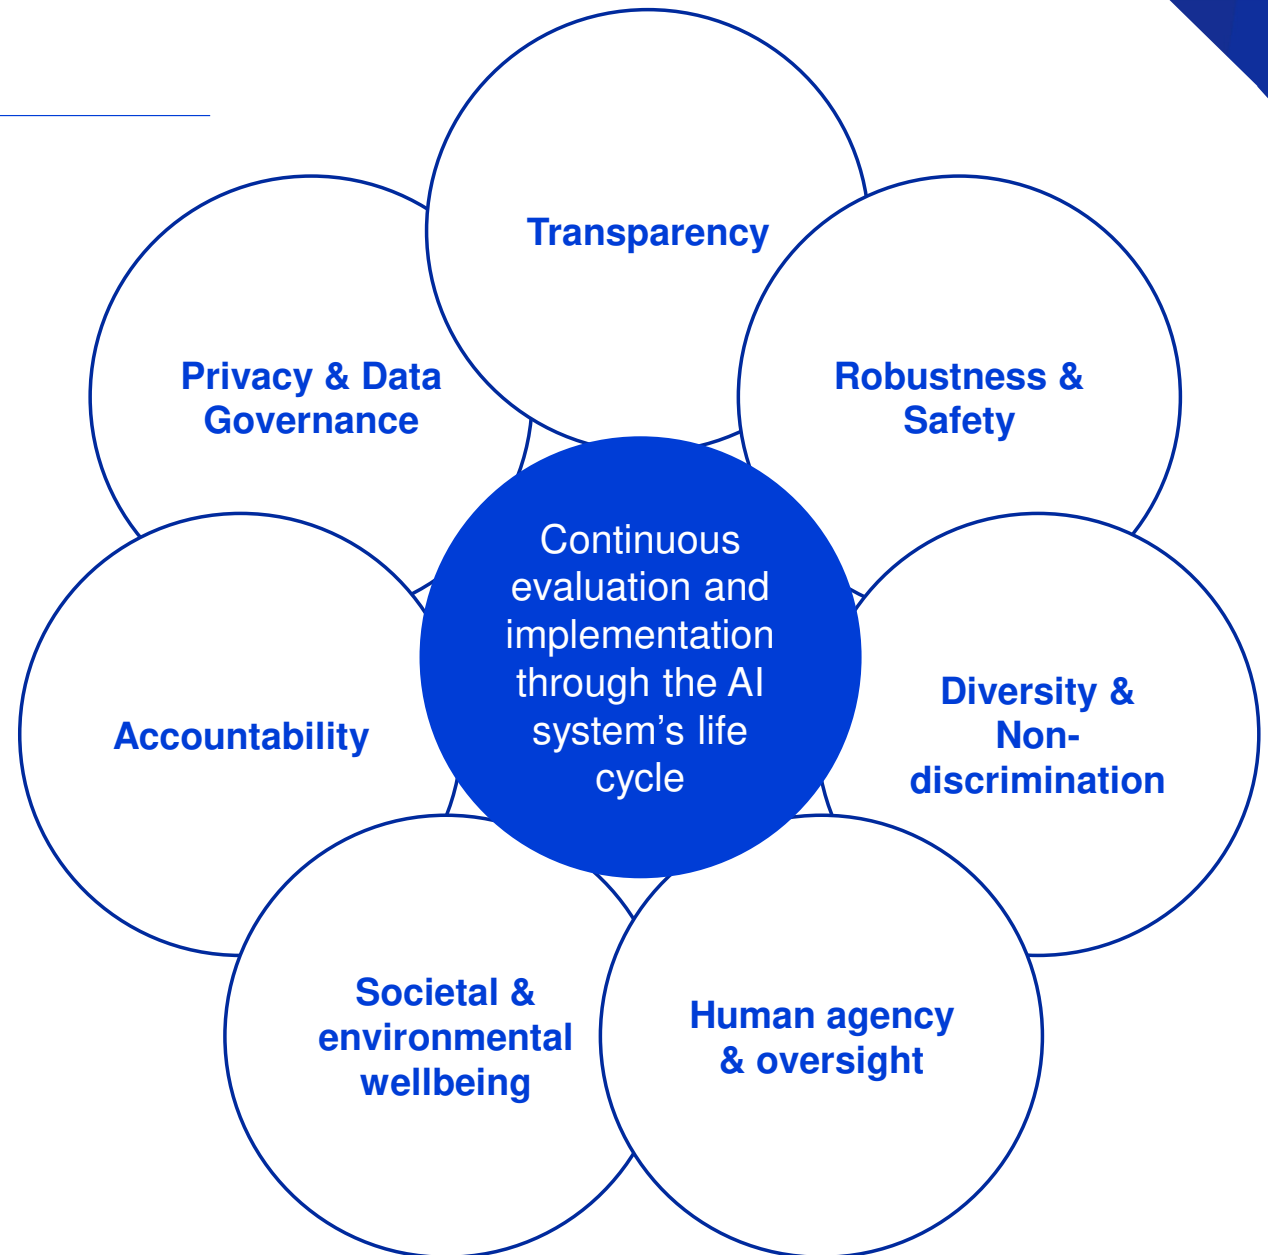 Transparency
Privacy & Data
Governance
Robustness &
Safety
Continuous
evaluation and
implementation
through the AI
system’s life
cycle
Accountability
Diversity &
Non-
discrimination
Societal &
environmental
wellbeing
Human agency
& oversight